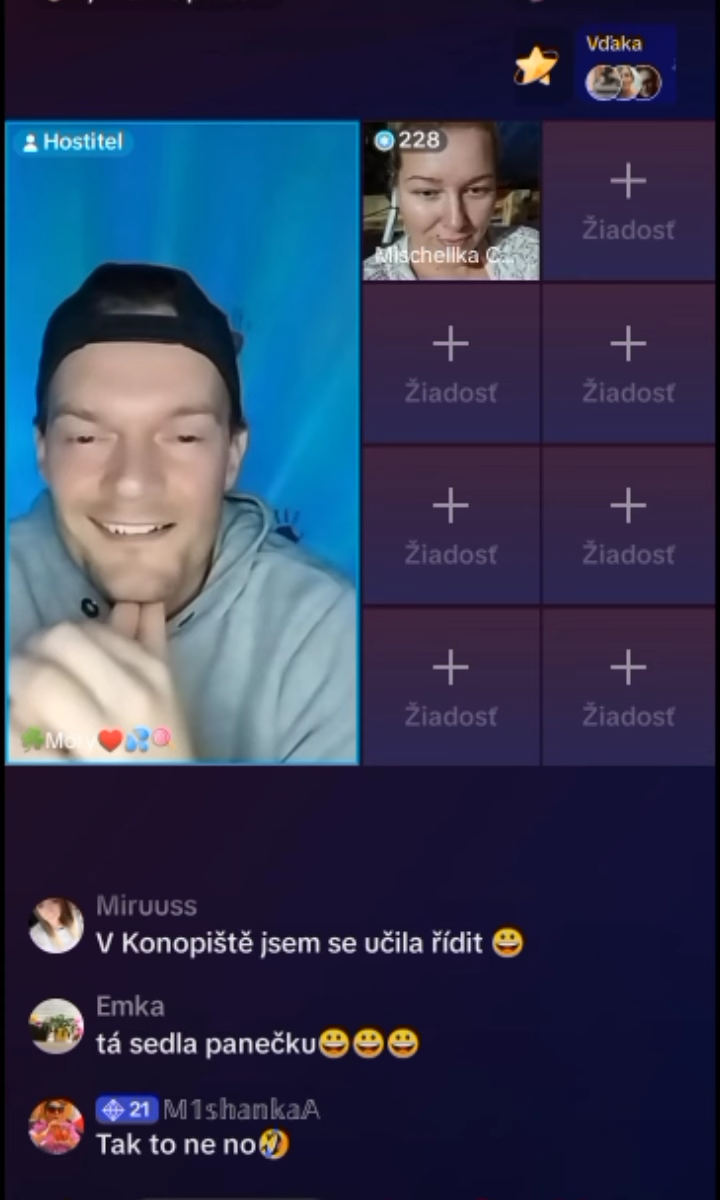 Vďaka
Hostitel
228
Mischellka C...
Žiadosť
Žiadosť
Žiadosť
Žiadosť
Žiadosť
Žiadosť
Žiadosť
🍀Moty❤️💦🍭
Miruuss
V Konopiště jsem se učila řídit 😀
Emka
tá sedla panečku😀😀😀
21 M1shankaA
Tak to ne no🤣